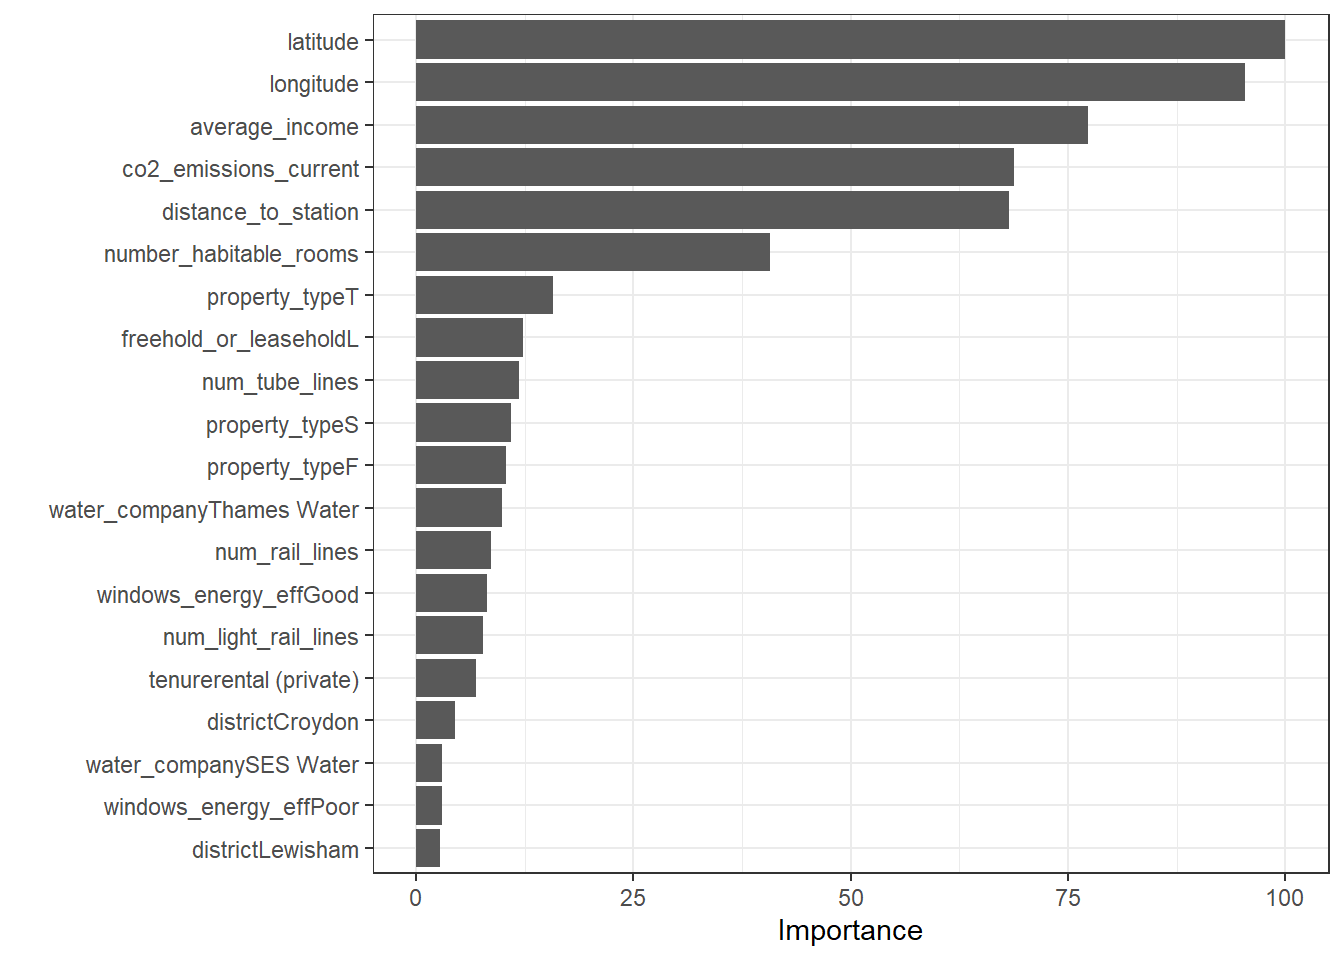 latitude
longitude
average_income
co2_emissions_current
distance_to_station
number_habitable_rooms
property_typeT
freehold_or_leaseholdL
num_tube_lines
property_typeS
property_typeF
water_companyThames Water
num_rail_lines
windows_energy_effGood
num_light_rail_lines
tenurerental (private)
districtCroydon
water_companySES Water
windows_energy_effPoor
districtLewisham
0 25 50 75 100
Importance